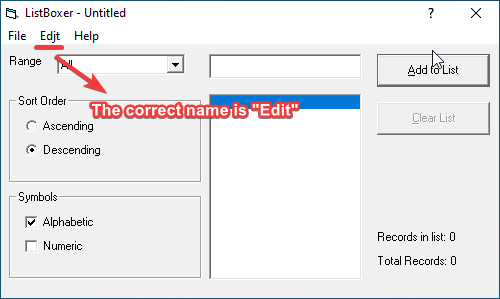 ListBoxer - Untitled
?
File Edjt Help
Range All Add to List
The correct name is "Edit"
Sort Order
Ascending
Descending
Clear List
Symbols
Alphabetic
Numeric
Records in list: 0
Total Records: 0